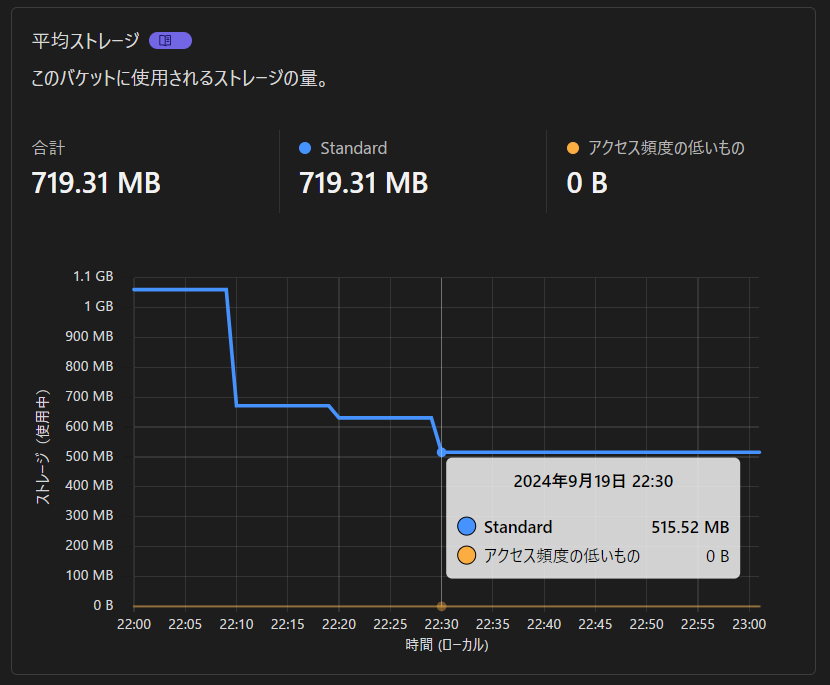 平均ストレージ
このバケットに使用されるストレージの量。
合計
719.31 MB
Standard
719.31 MB
アクセス頻度の低いもの
0 B
ストレージ (使用中)
1.1 GB
1 GB
900 MB
800 MB
700 MB
600 MB
500 MB
400 MB
300 MB
200 MB
100 MB
0 B
2024年9月19日 22:30
Standard 515.52 MB
アクセス頻度の低いもの 0 B
22:00 22:05 22:10 22:15 22:20 22:25 22:30 22:35 22:40 22:45 22:50 22:55 23:00
時間 (ローカル)